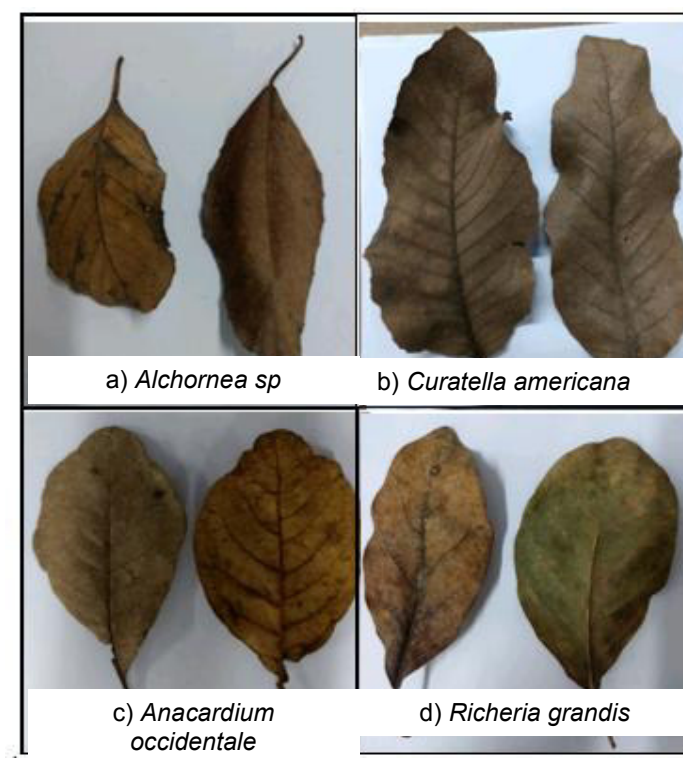 a) Alchornea sp
b) Curatella americana
c) Anacardium
occidentale
d) Richeria grandis